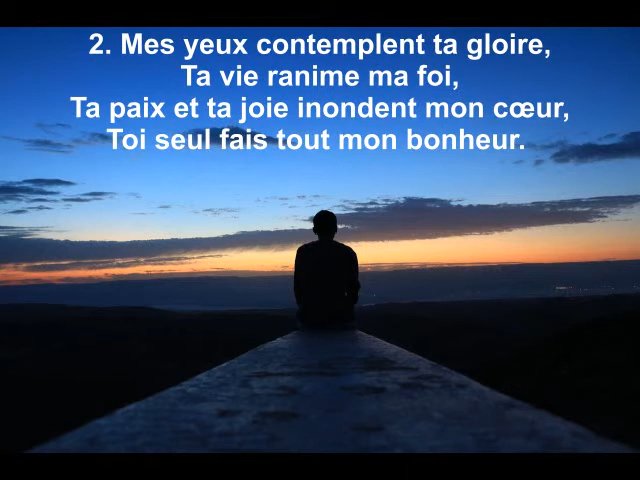 2. Mes yeux contemplent ta gloire,
Ta vie ranime ma foi,
Ta paix et ta joie inondent mon cœur,
Toi seul fais tout mon bonheur.